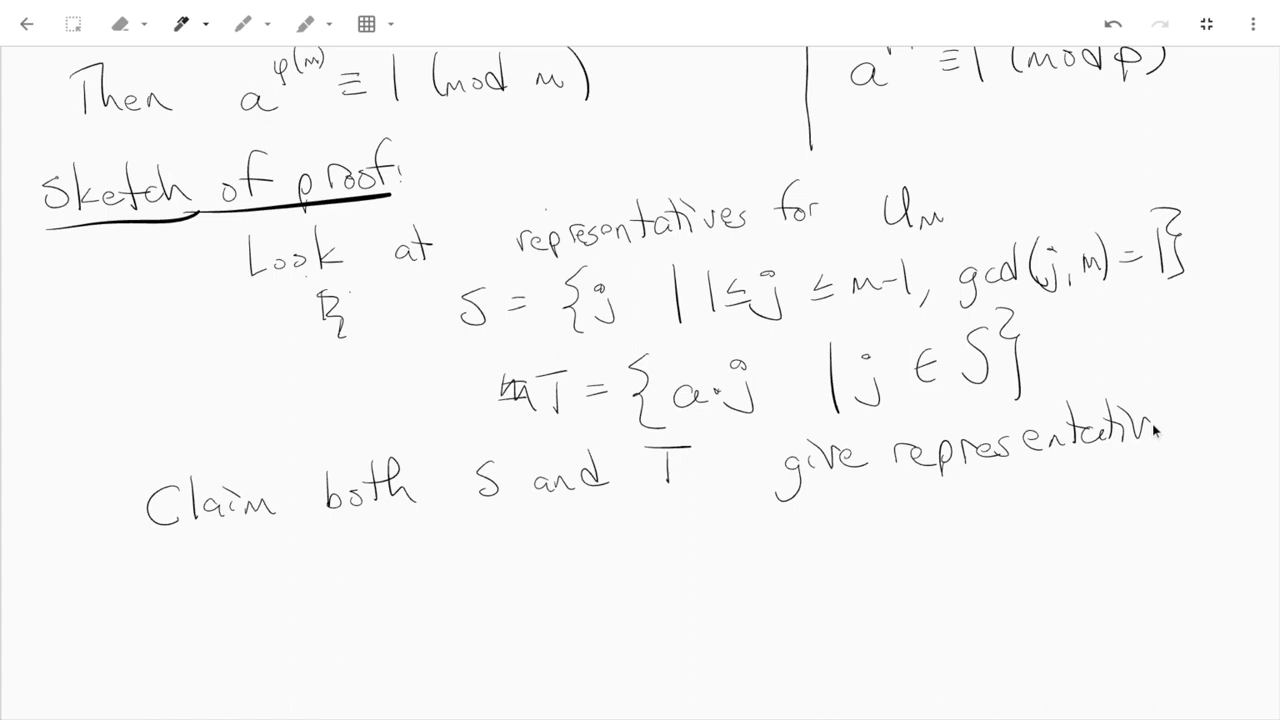 Then a^φ(m) ≡ 1 (mod m)
a ≡ 1 (mod p)
Sketch of proof:
Look at representatives for U_m
S = {j | 1 ≤ j ≤ m-1, gcd(j, m) = 1}
T = {a·j | j ∈ S}
Claim both S and T give representativ